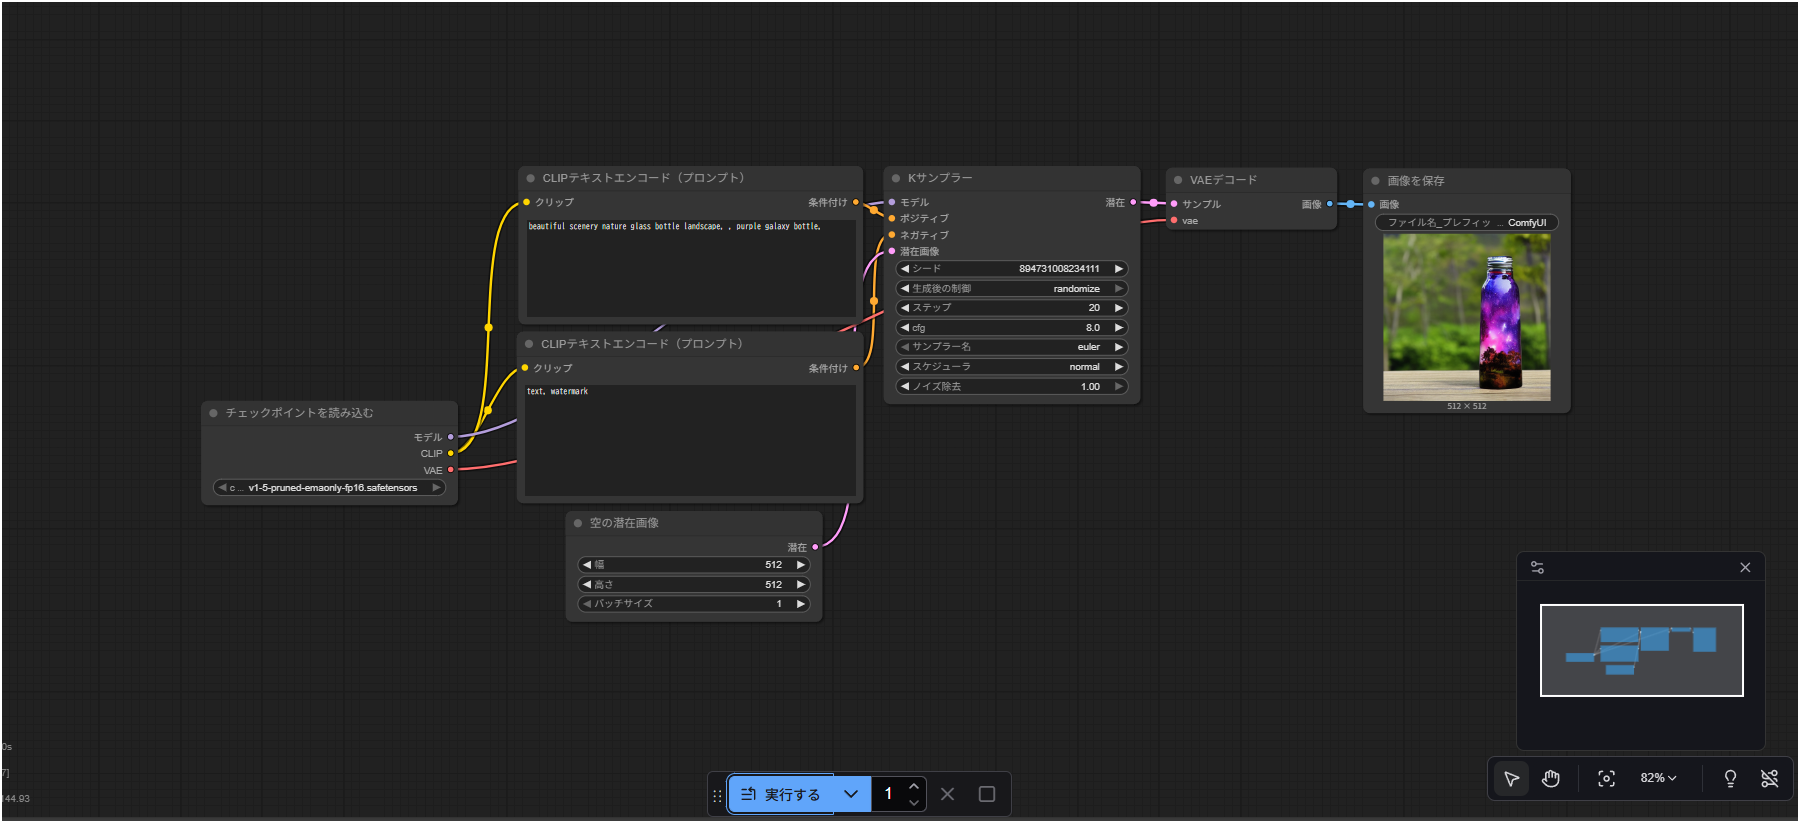 CLIPテキストエンコード（プロンプト）
クリップ
条件付け
beautiful scenery nature glass bottle landscape, , purple galaxy bottle,
CLIPテキストエンコード（プロンプト）
クリップ
条件付け
text, watermark
チェックポイントを読み込む
モデル
CLIP
VAE
c ... v1-5-pruned-emaonly-fp16.safetensors
空の潜在画像
潜在
幅 512
高さ 512
バッチサイズ 1
Kサンプラー
モデル
潜在
ポジティブ
ネガティブ
潜在画像
シード 894731008234111
生成後の制御 randomize
ステップ 20
cfg 8.0
サンプラー名 euler
スケジューラ normal
ノイズ除去 1.00
VAEデコード
サンプル
画像
vae
画像を保存
画像
ファイル名_プレフィッ ... ComfyUI
512 × 512
0s
7]
144.93
実行する
1
82%